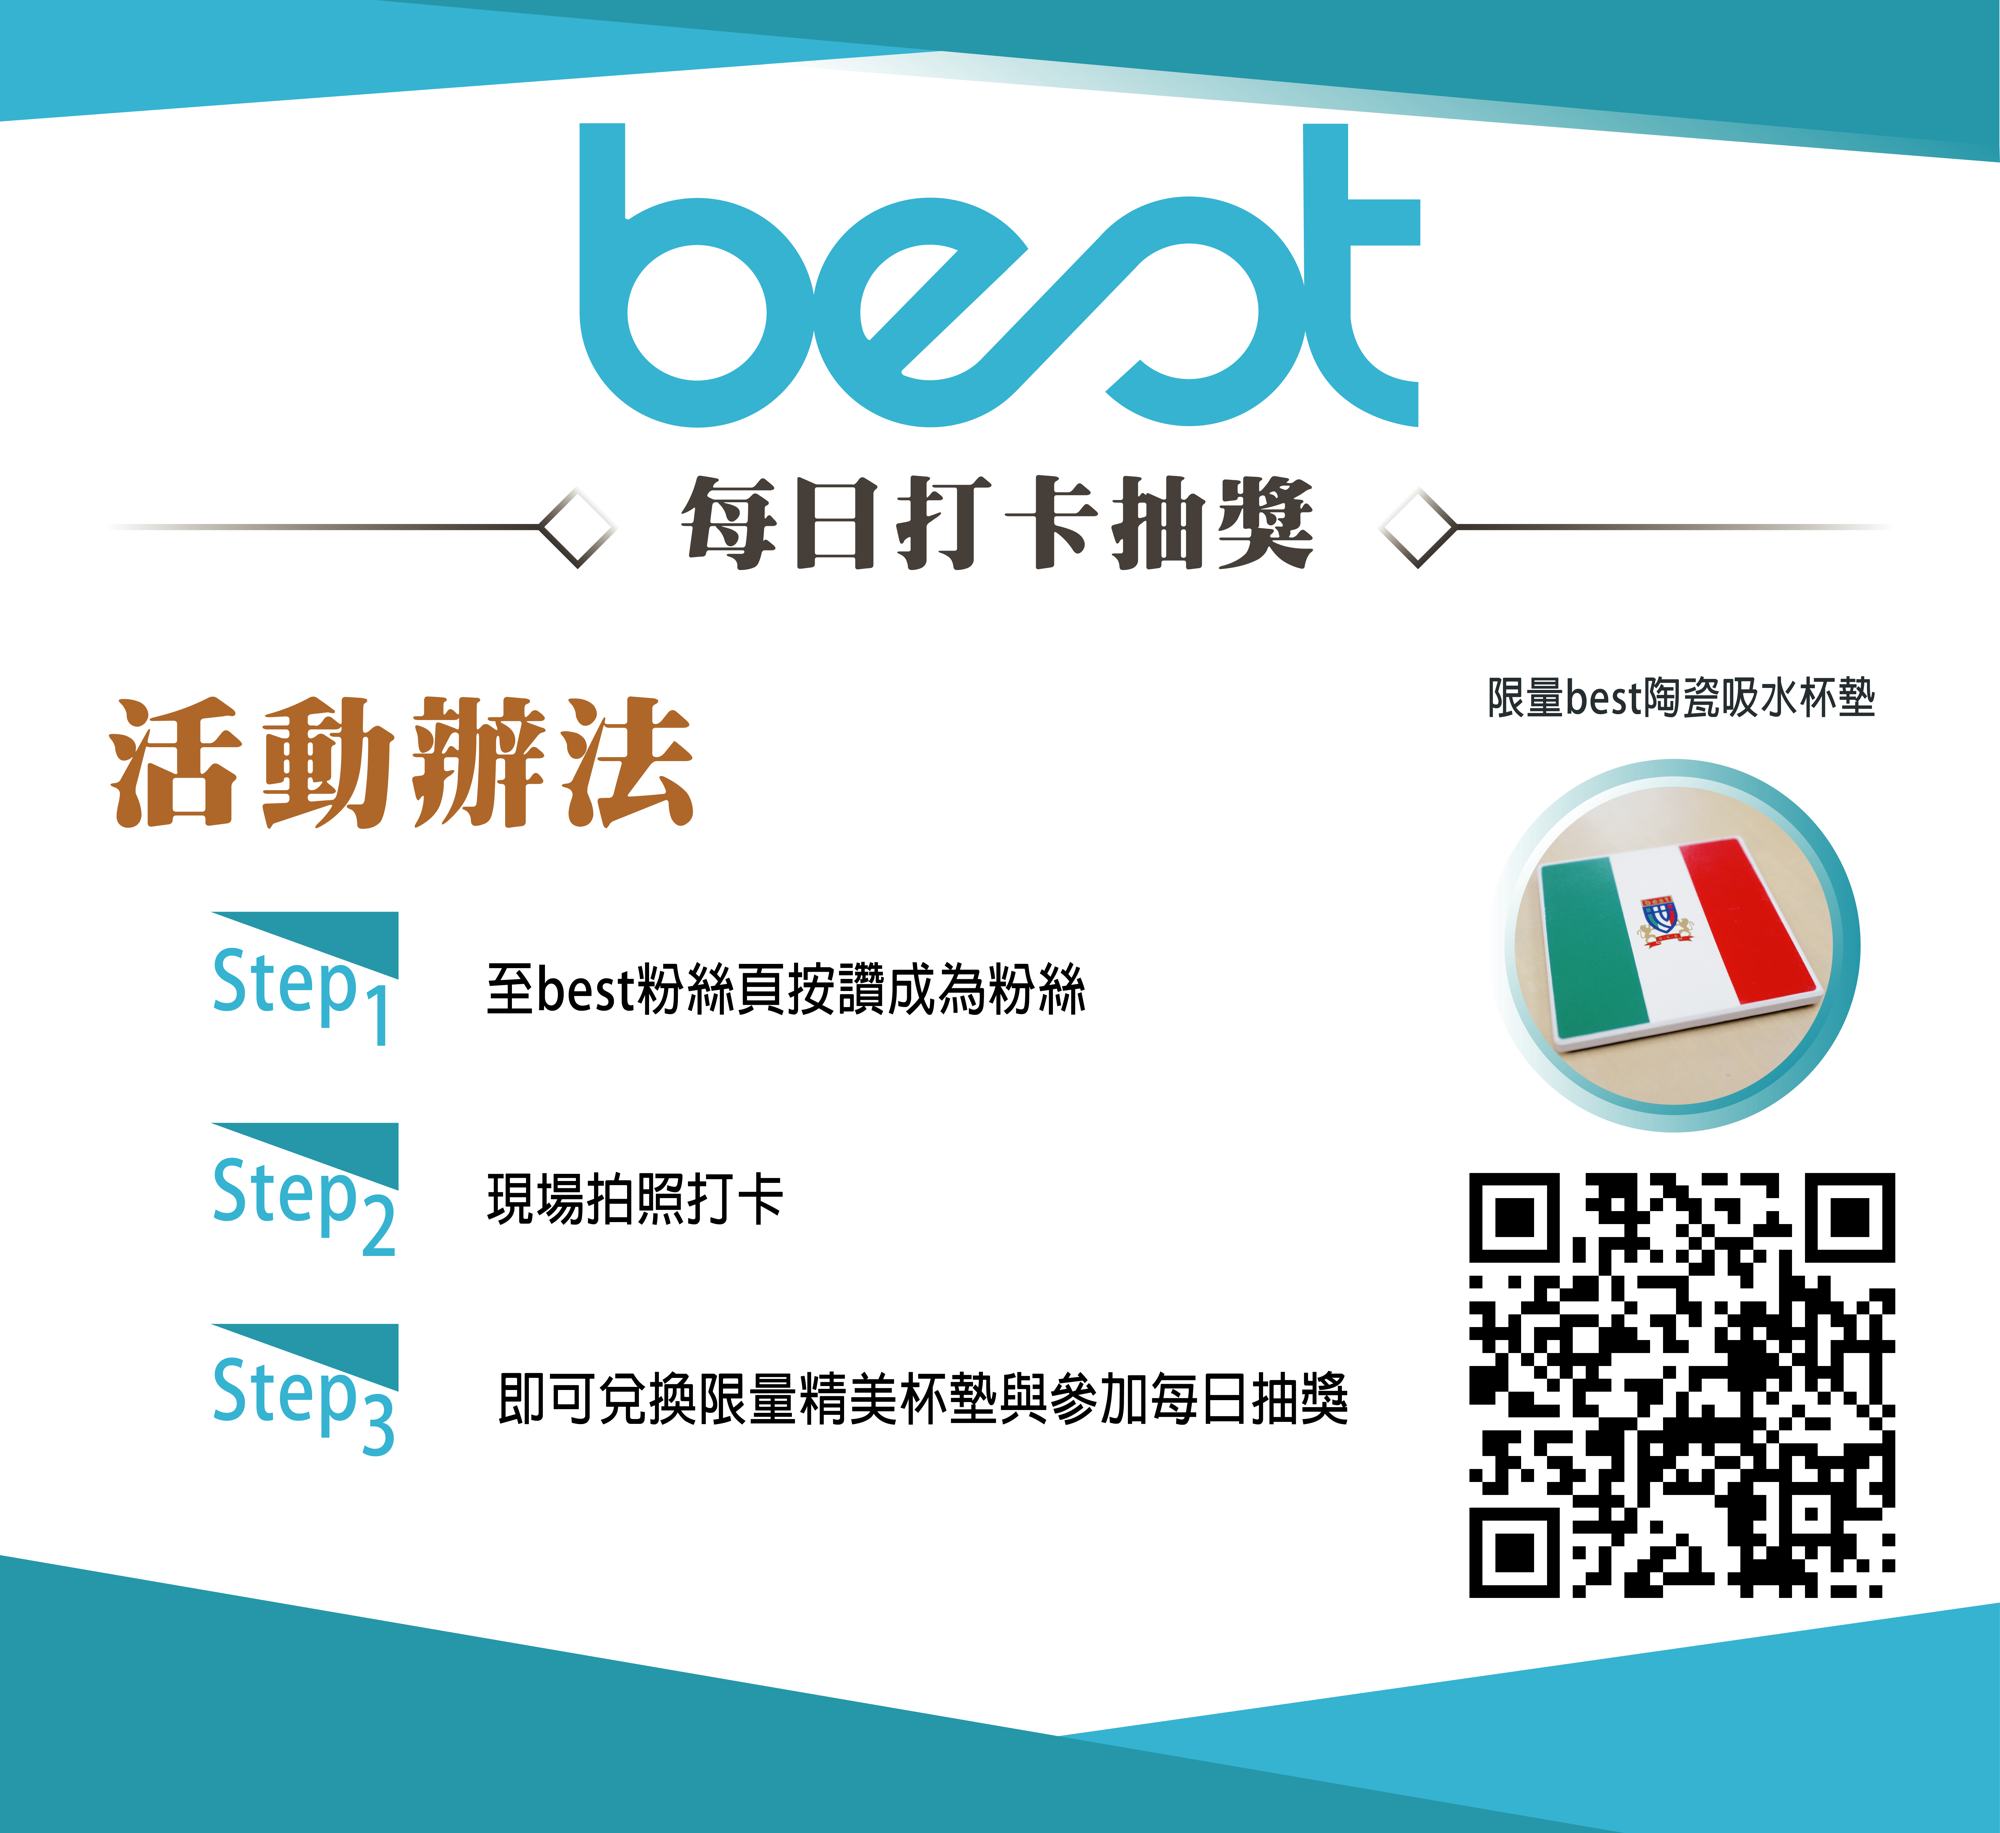 best
每日打卡抽獎
活動辦法
限量best陶瓷吸水杯墊
Step1
至best粉絲頁按讚成為粉絲
Step2
現場拍照打卡
Step3
即可兌換限量精美杯墊與參加每日抽獎